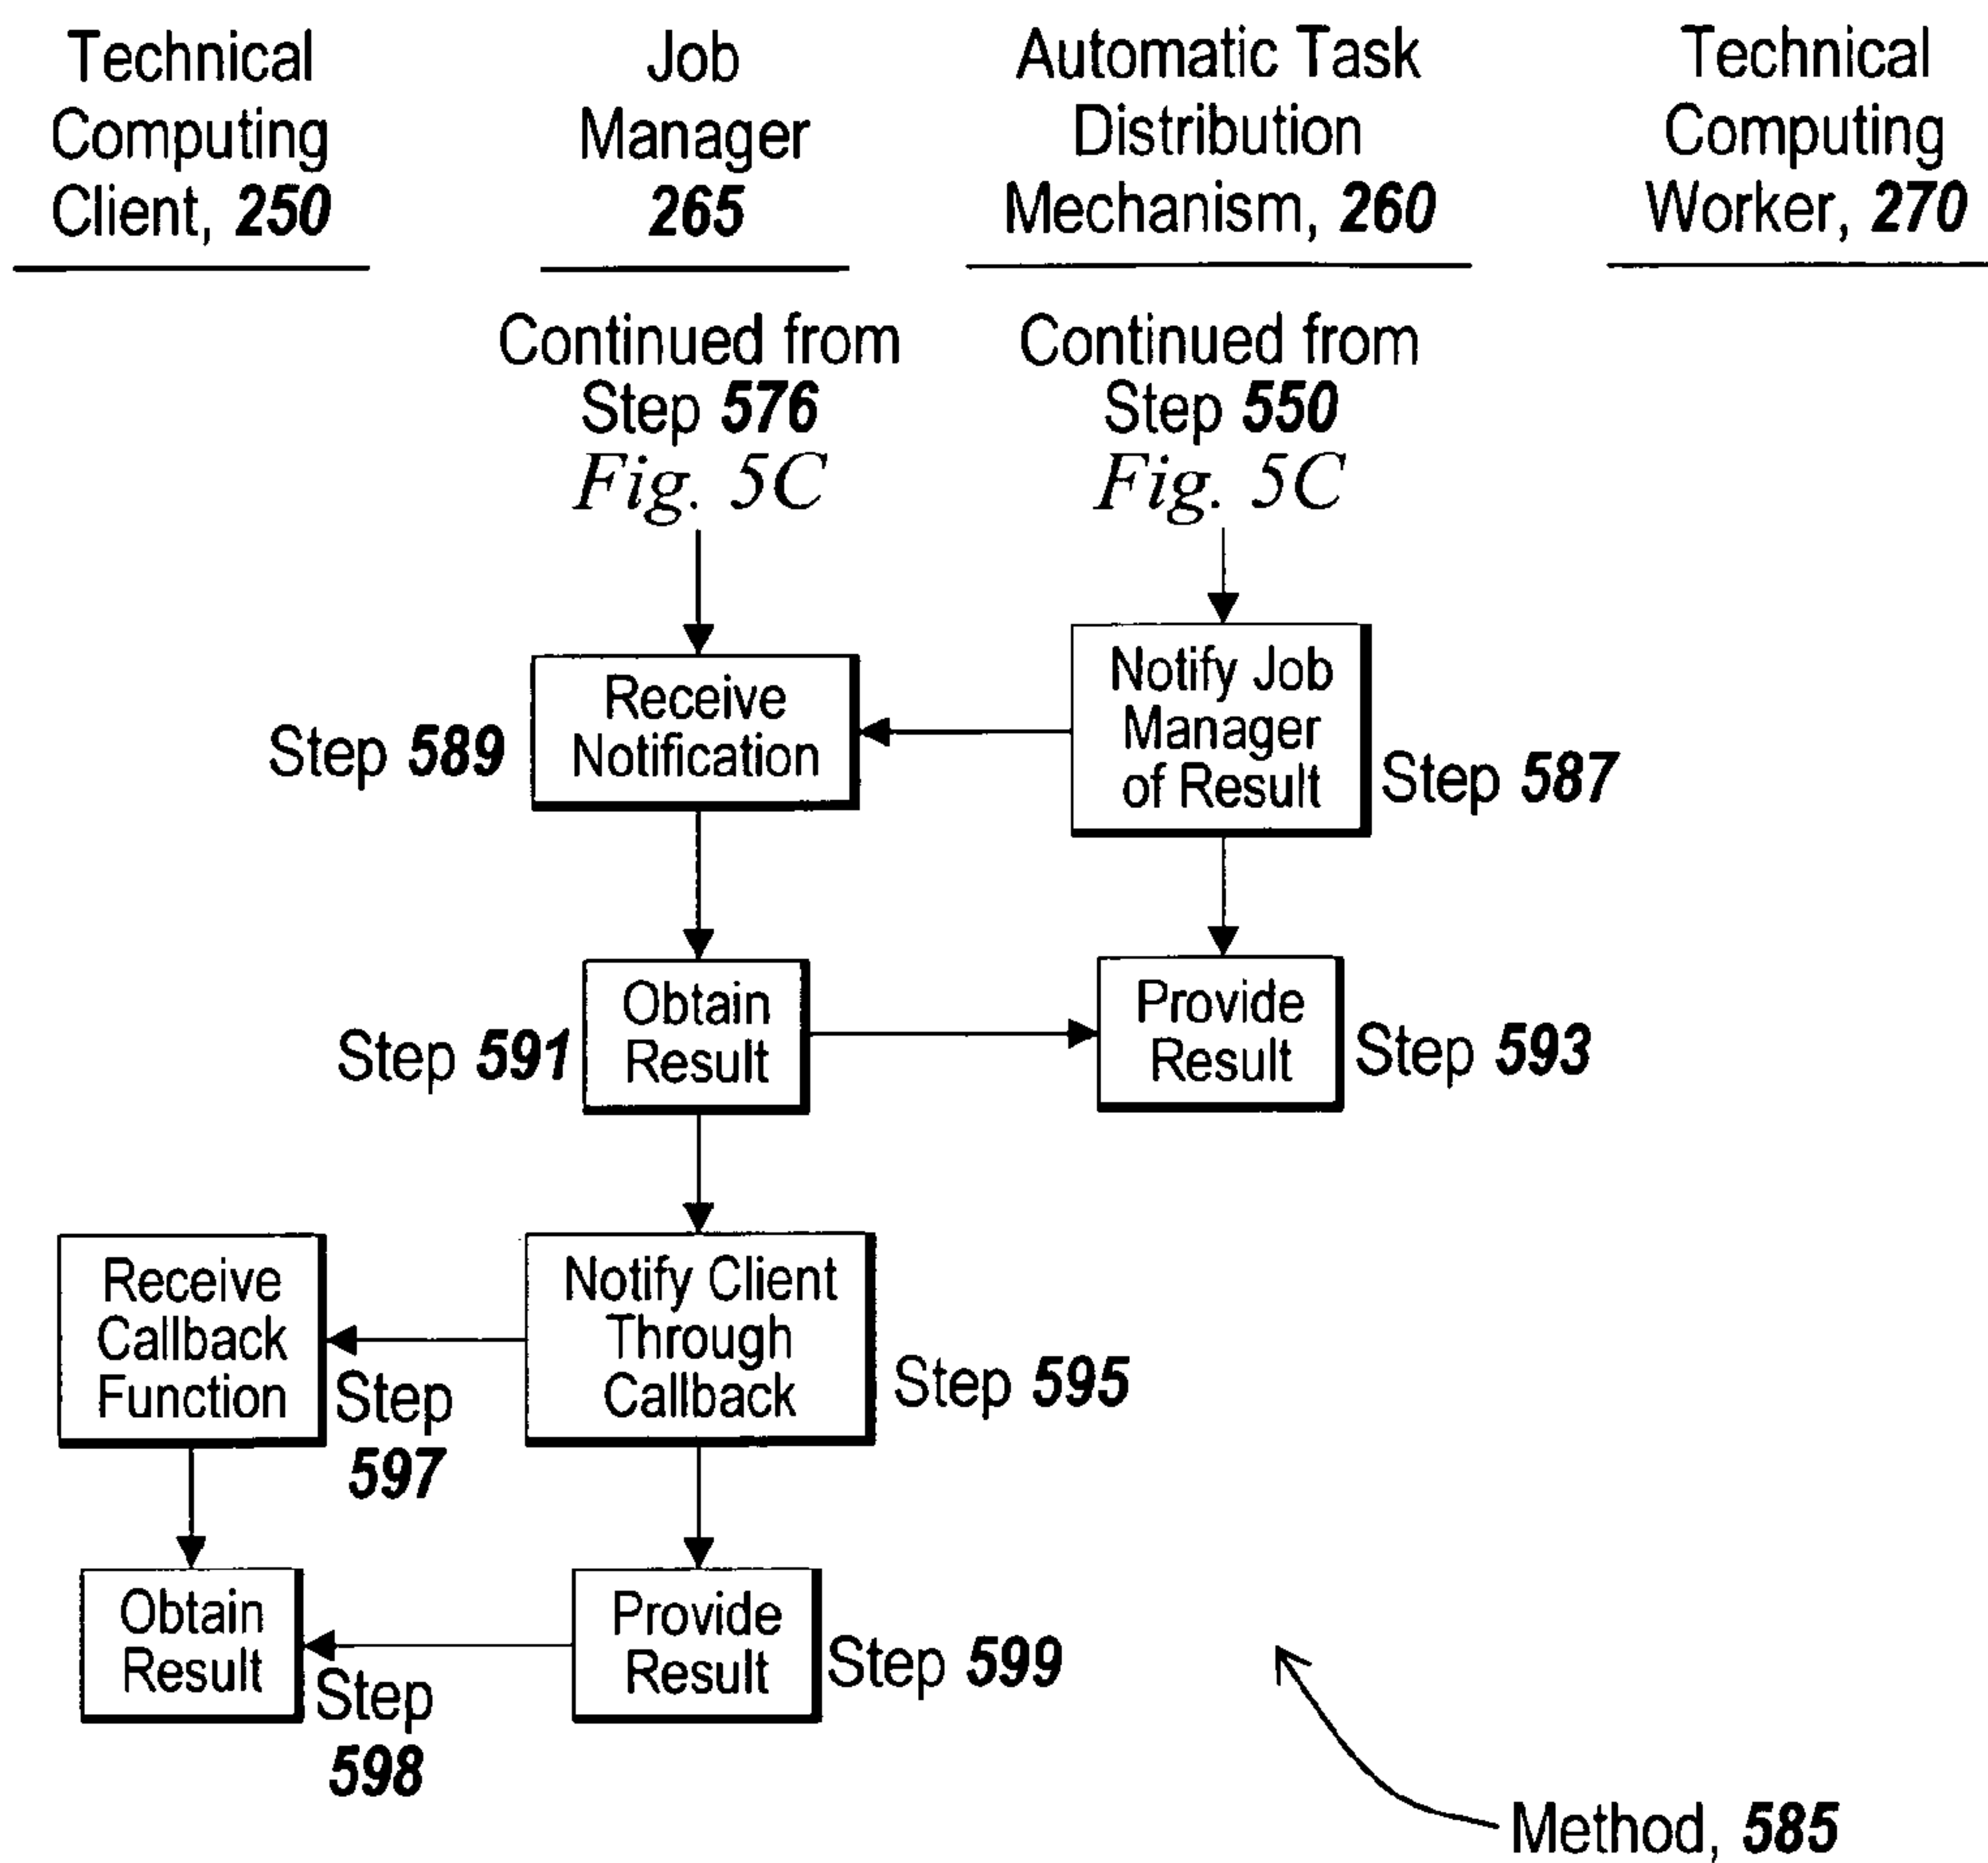 Technical
Computing
Client, 250
Job
Manager
265
Automatic Task
Distribution
Mechanism, 260
Technical
Computing
Worker, 270
Continued from
Step 576
Fig. 5C
Continued from
Step 550
Fig. 5C
Step 589
Receive
Notification
Notify Job
Manager
of Result
Step 587
Step 591
Obtain
Result
Provide
Result
Step 593
Receive
Callback
Function
Step
597
Notify Client
Through
Callback
Step 595
Obtain
Result
Step
598
Provide
Result
Step 599
Method, 585